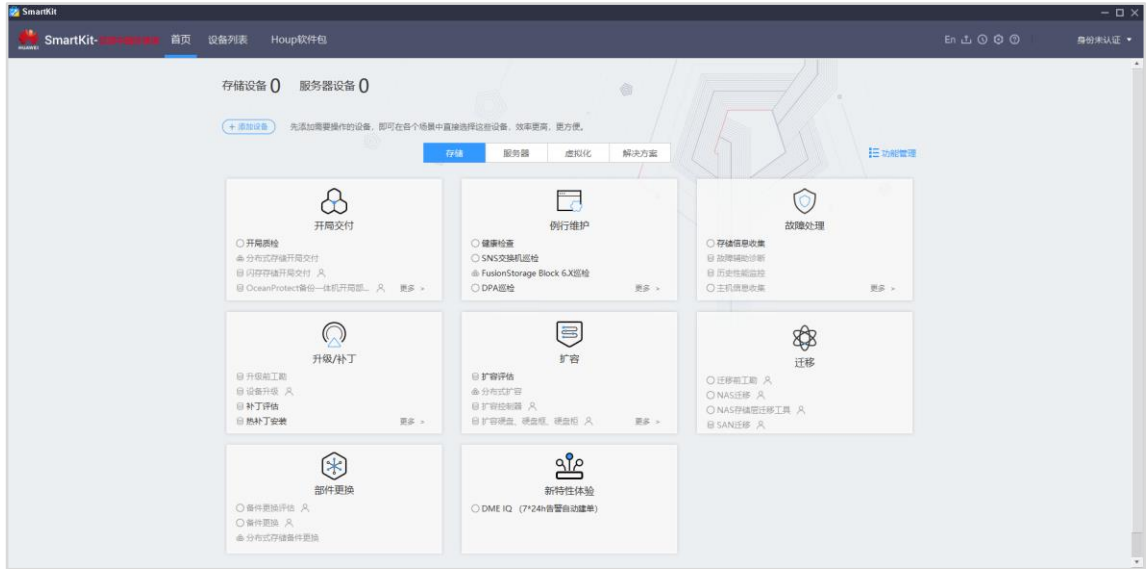 SmartKit
HUAWEI SmartKit- 首页 设备列表 Houp软件包 En 身份未认证
存储设备 0 服务器设备 0
+ 添加设备 先添加需要操作的设备，即可在各个场景中直接选择这些设备，效率更高，更方便。
存储 服务器 虚拟化 解决方案 功能管理
开局交付
开局质检
分布式存储开局交付
闪存存储开局交付
OceanProtect备份一体机开局部... 更多 »
例行维护
健康检查
SNS交换机巡检
FusionStorage Block 6.X巡检
DPA巡检 更多 »
故障处理
存储信息收集
故障辅助诊断
历史性能监控
主机信息收集 更多 »
升级/补丁
升级前工勘
设备升级
补丁评估
热补丁安装 更多 »
扩容
扩容评估
分布式扩容
扩容控制器
扩容硬盘、硬盘框、硬盘柜 更多 »
迁移
迁移前工勘
NAS迁移
NAS存储层迁移工具
SAN迁移
部件更换
备件更换评估
备件更换
分布式存储备件更换
新特性体验
DME IQ （7*24h告警自动建单）